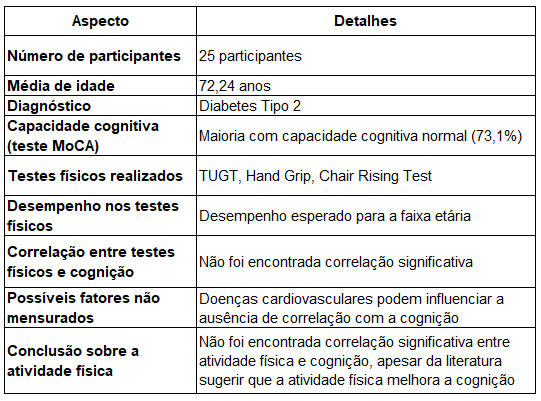 Aspecto Detalhes
Número de participantes 25 participantes
Média de idade 72,24 anos
Diagnóstico Diabetes Tipo 2
Capacidade cognitiva
(teste MoCA)
Maioria com capacidade cognitiva normal (73,1%)
Testes físicos realizados TUGT, Hand Grip, Chair Rising Test
Desempenho nos testes
físicos
Desempenho esperado para a faixa etária
Correlação entre testes
físicos e cognição
Não foi encontrada correlação significativa
Possíveis fatores não
mensurados
Doenças cardiovasculares podem influenciar a
ausência de correlação com a cognição
Conclusão sobre a
atividade física
Não foi encontrada correlação significativa entre
atividade física e cognição, apesar da literatura
sugerir que a atividade física melhora a cognição